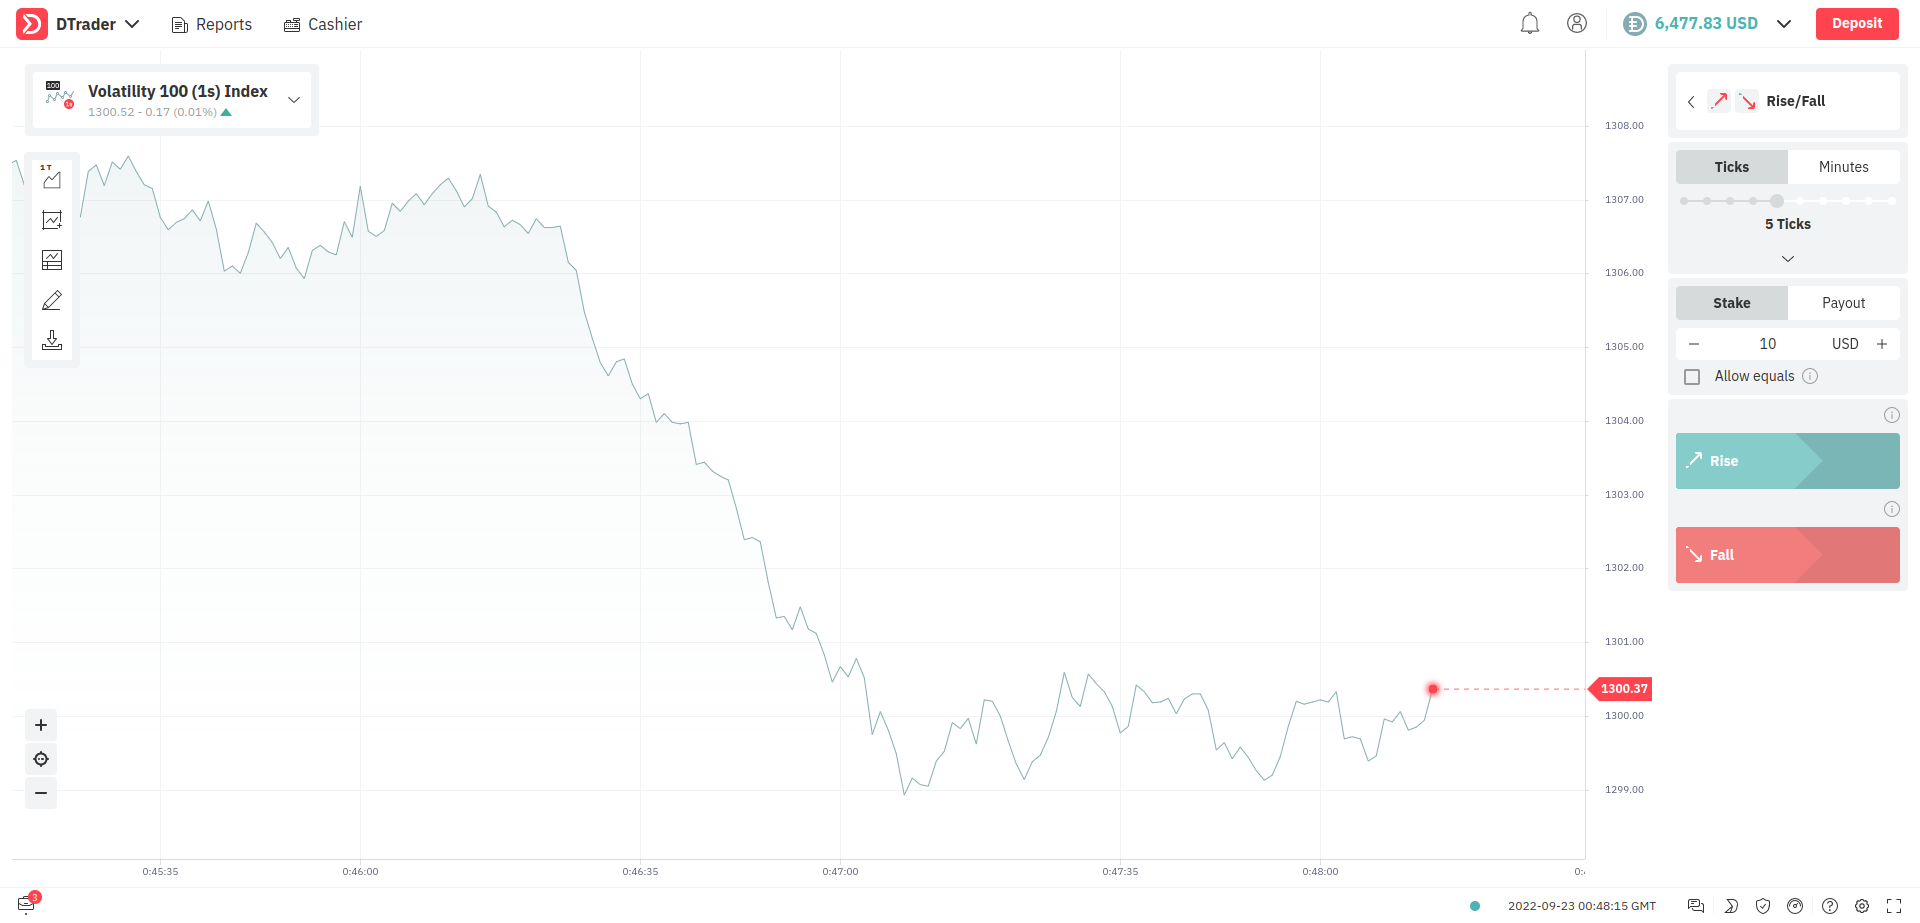 DTrader
Reports
Cashier
6,477.83 USD
Deposit
100
1s
Volatility 100 (1s) Index
1300.52 - 0.17 (0.01%)
1 T
1308.00
1307.00
1306.00
1305.00
1304.00
1303.00
1302.00
1301.00
1300.37
1300.00
1299.00
Rise/Fall
Ticks
Minutes
5 Ticks
Stake
Payout
10
USD
Allow equals
Rise
Fall
0:45:35
0:46:00
0:46:35
0:47:00
0:47:35
0:48:00
3
2022-09-23 00:48:15 GMT